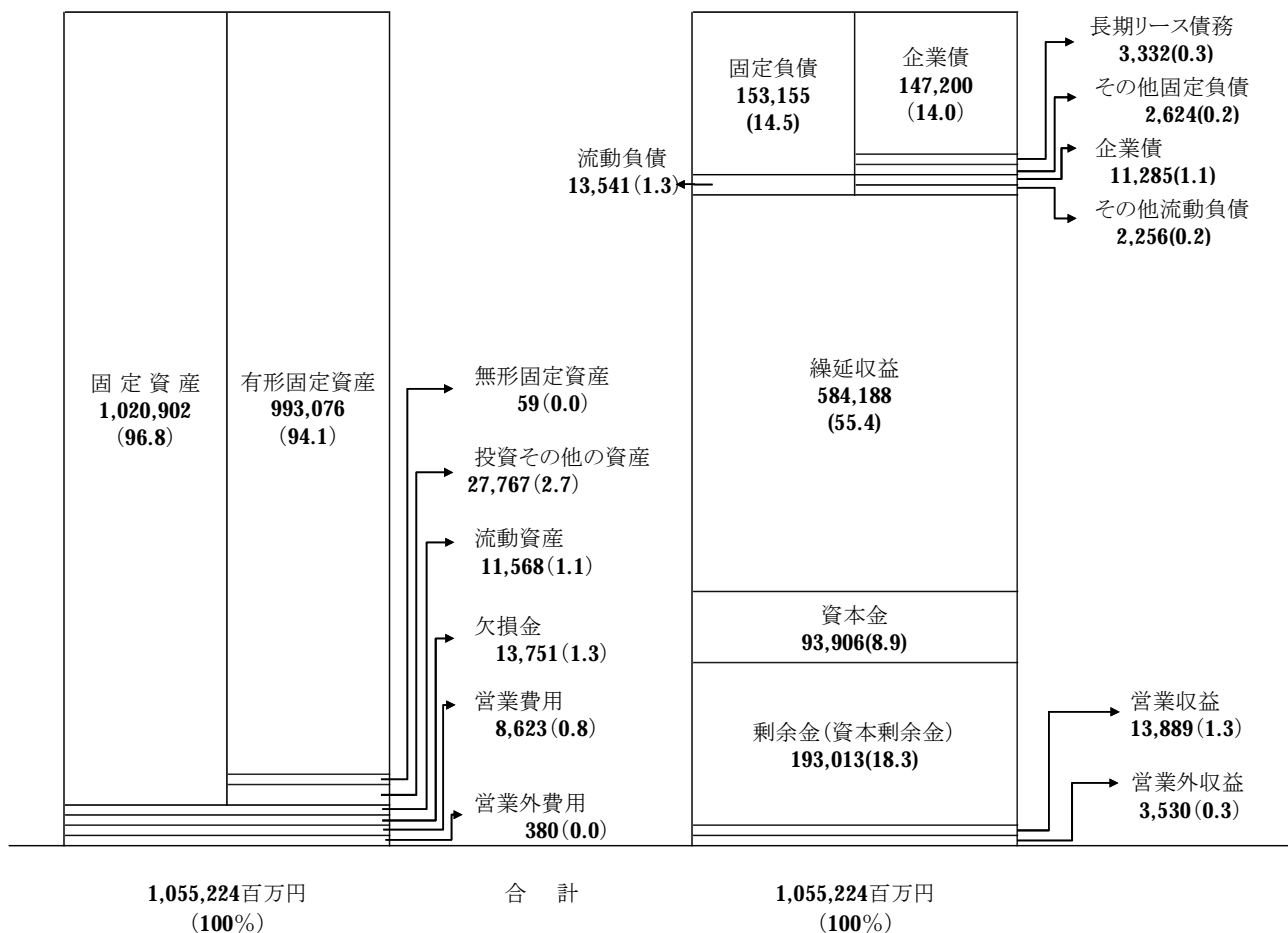 固 定 資 産
1,020,902
(96.8)
有形固定資産
993,076
(94.1)
無形固定資産
59(0.0)
投資その他の資産
27,767(2.7)
流動資産
11,568(1.1)
欠損金
13,751(1.3)
営業費用
8,623(0.8)
営業外費用
380(0.0)
固定負債
153,155
(14.5)
企業債
147,200
(14.0)
流動負債
13,541(1.3)
長期リース債務
3,332(0.3)
その他固定負債
2,624(0.2)
企業債
11,285(1.1)
その他流動負債
2,256(0.2)
繰延収益
584,188
(55.4)
資本金
93,906(8.9)
剰余金(資本剰余金)
193,013(18.3)
営業収益
13,889(1.3)
営業外収益
3,530(0.3)
1,055,224百万円
(100%)
合 計
1,055,224百万円
(100%)